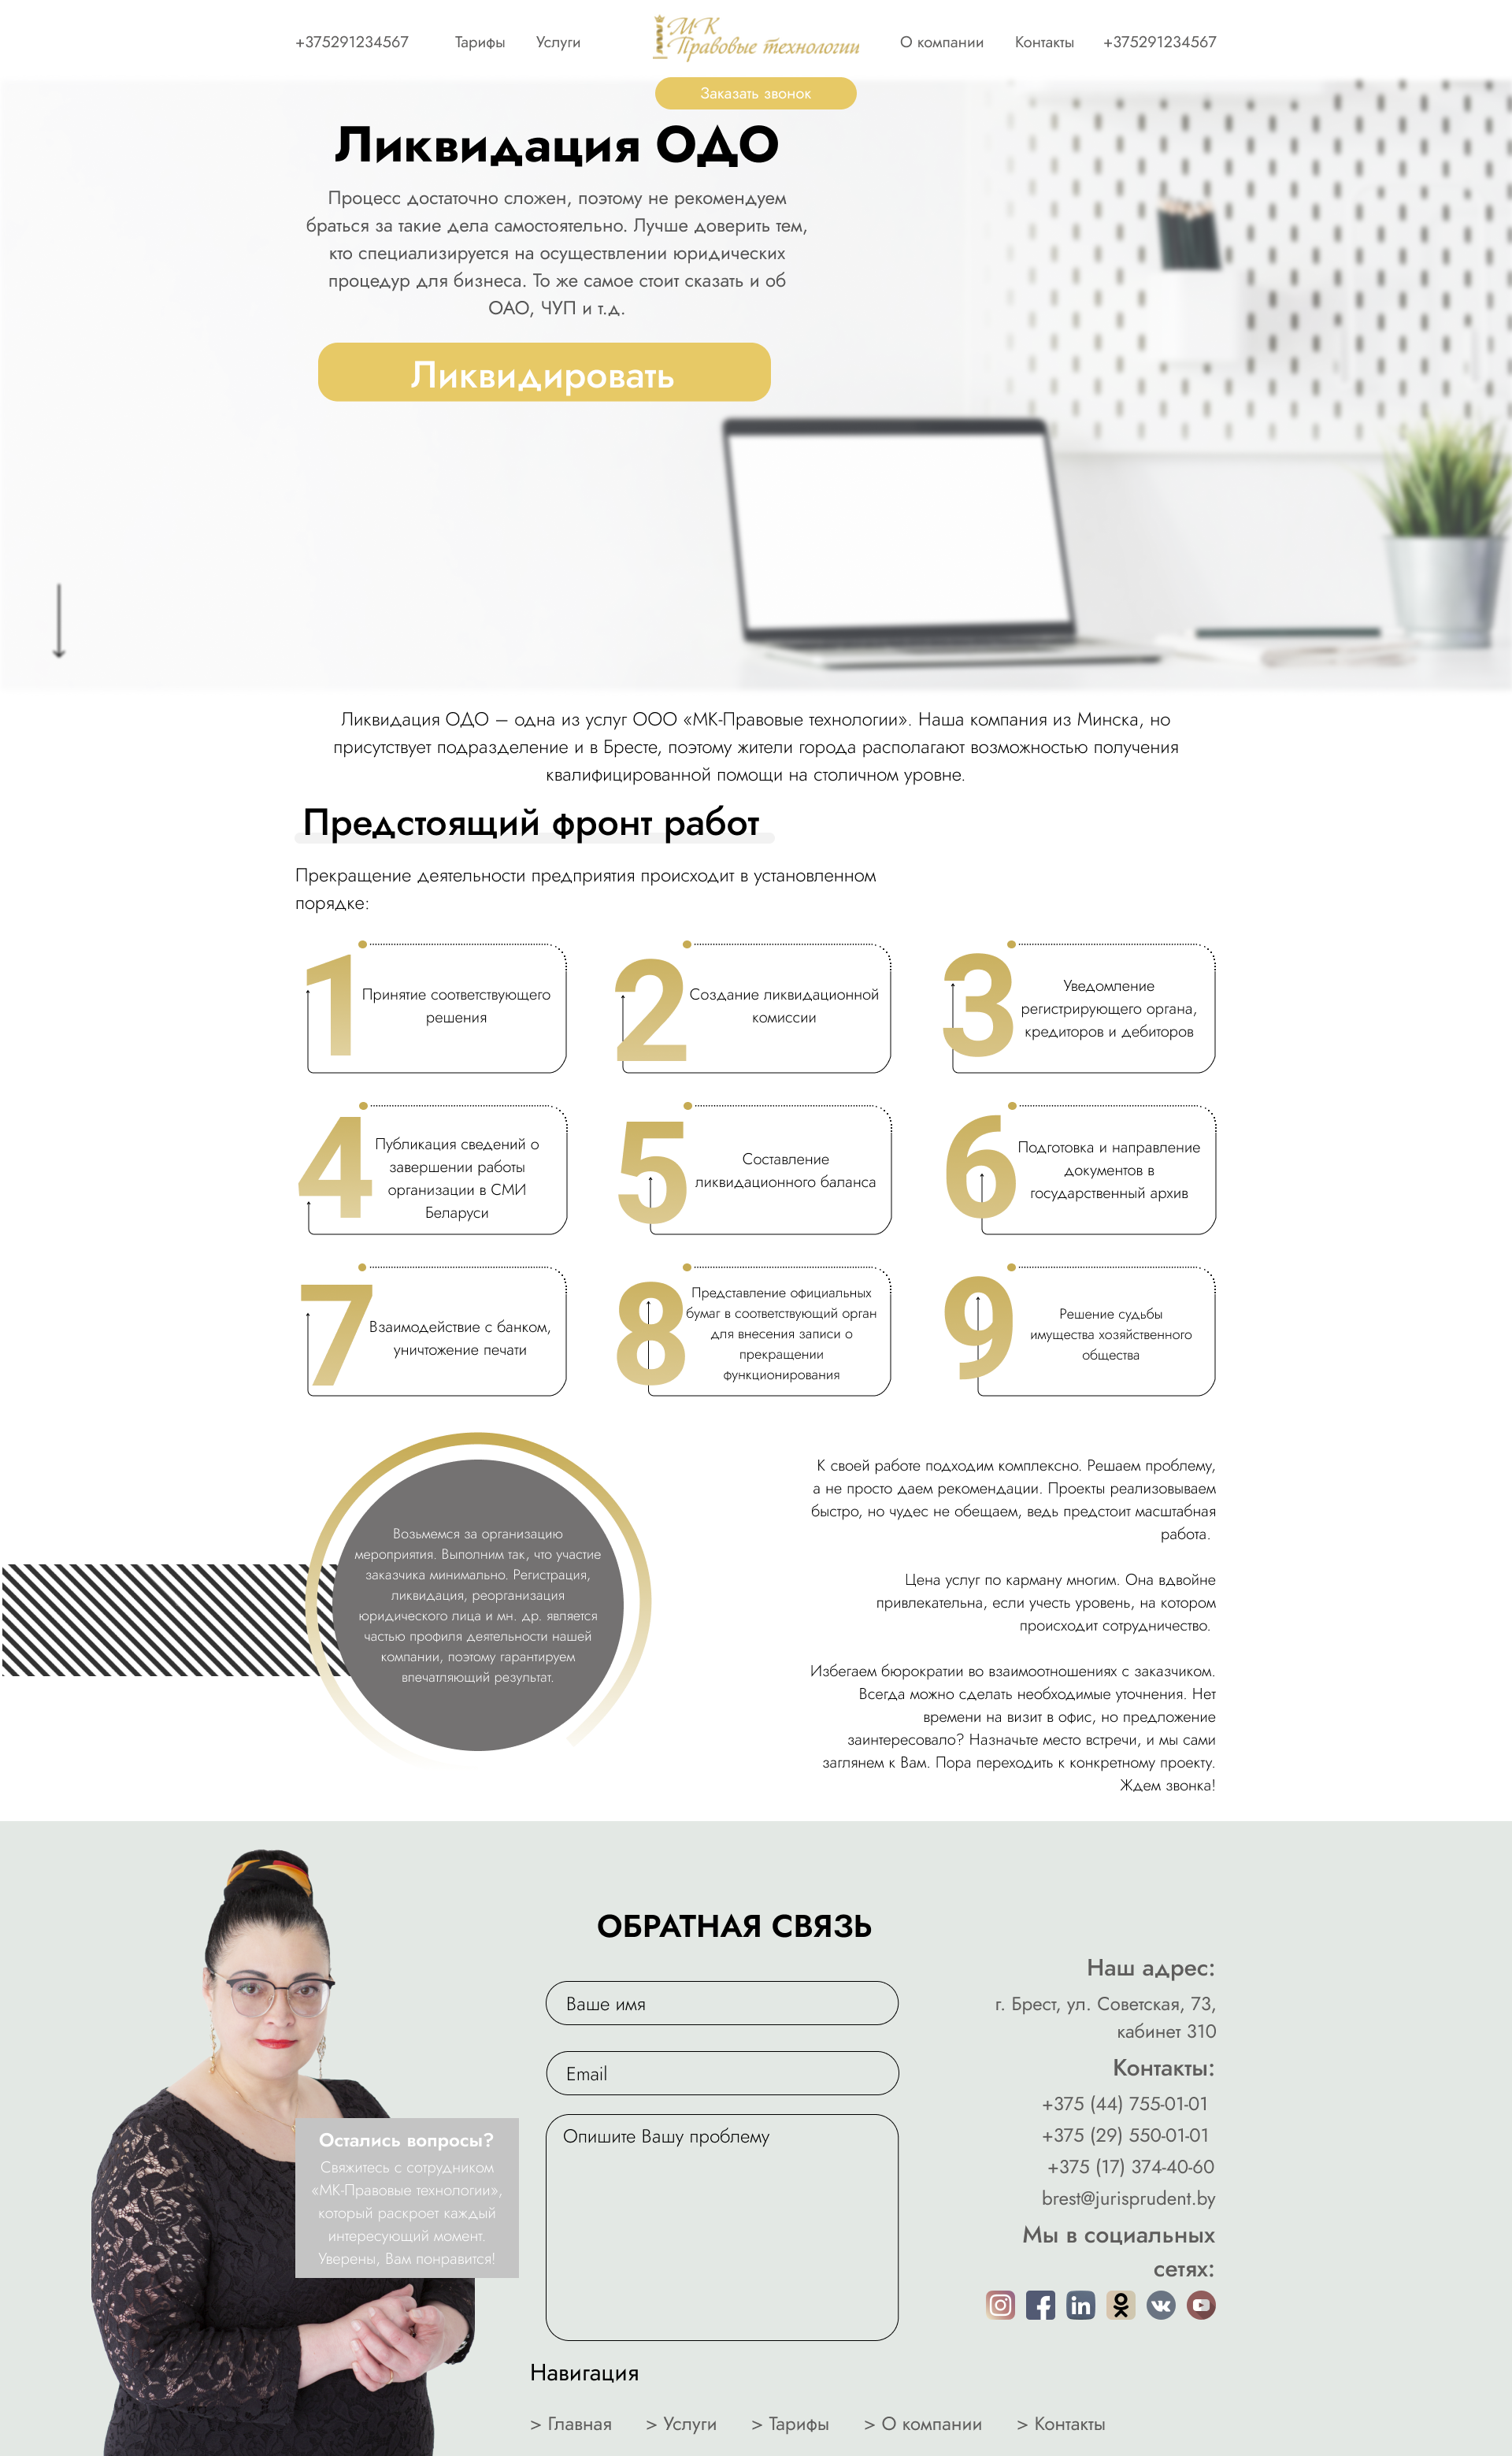 +375291234567 Тарифы Услуги МК Правовые технологии О компании Контакты +375291234567
Заказать звонок
Ликвидация ОДО
Процесс достаточно сложен, поэтому не рекомендуем
браться за такие дела самостоятельно. Лучше доверить тем,
кто специализируется на осуществлении юридических
процедур для бизнеса. То же самое стоит сказать и об
ОАО, ЧУП и т.д.
Ликвидировать
Ликвидация ОДО – одна из услуг ООО «МК-Правовые технологии». Наша компания из Минска, но
присутствует подразделение и в Бресте, поэтому жители города располагают возможностью получения
квалифицированной помощи на столичном уровне.
Предстоящий фронт работ
Прекращение деятельности предприятия происходит в установленном
порядке:
1
Принятие соответствующего
решения
2
Создание ликвидационной
комиссии
3
Уведомление
регистрирующего органа,
кредиторов и дебиторов
4
Публикация сведений о
завершении работы
организации в СМИ
Беларуси
5
Составление
ликвидационного баланса
6
Подготовка и направление
документов в
государственный архив
7
Взаимодействие с банком,
уничтожение печати
8
Представление официальных
бумаг в соответствующий орган
для внесения записи о
прекращении
функционирования
9
Решение судьбы
имущества хозяйственного
общества
Возьмемся за организацию
мероприятия. Выполним так, что участие
заказчика минимально. Регистрация,
ликвидация, реорганизация
юридического лица и мн. др. является
частью профиля деятельности нашей
компании, поэтому гарантируем
впечатляющий результат.
К своей работе подходим комплексно. Решаем проблему,
а не просто даем рекомендации. Проекты реализовываем
быстро, но чудес не обещаем, ведь предстоит масштабная
работа.
Цена услуг по карману многим. Она вдвойне
привлекательна, если учесть уровень, на котором
происходит сотрудничество.
Избегаем бюрократии во взаимоотношениях с заказчиком.
Всегда можно сделать необходимые уточнения. Нет
времени на визит в офис, но предложение
заинтересовало? Назначьте место встречи, и мы сами
заглянем к Вам. Пора переходить к конкретному проекту.
Ждем звонка!
Остались вопросы?
Свяжитесь с сотрудником
«МК-Правовые технологии»,
который раскроет каждый
интересующий момент.
Уверены, Вам понравится!
ОБРАТНАЯ СВЯЗЬ
Ваше имя
Email
Опишите Вашу проблему
Наш адрес:
г. Брест, ул. Советская, 73,
кабинет 310
Контакты:
+375 (44) 755-01-01
+375 (29) 550-01-01
+375 (17) 374-40-60
brest@jurisprudent.by
Мы в социальных
сетях:
Навигация
> Главная > Услуги > Тарифы > О компании > Контакты